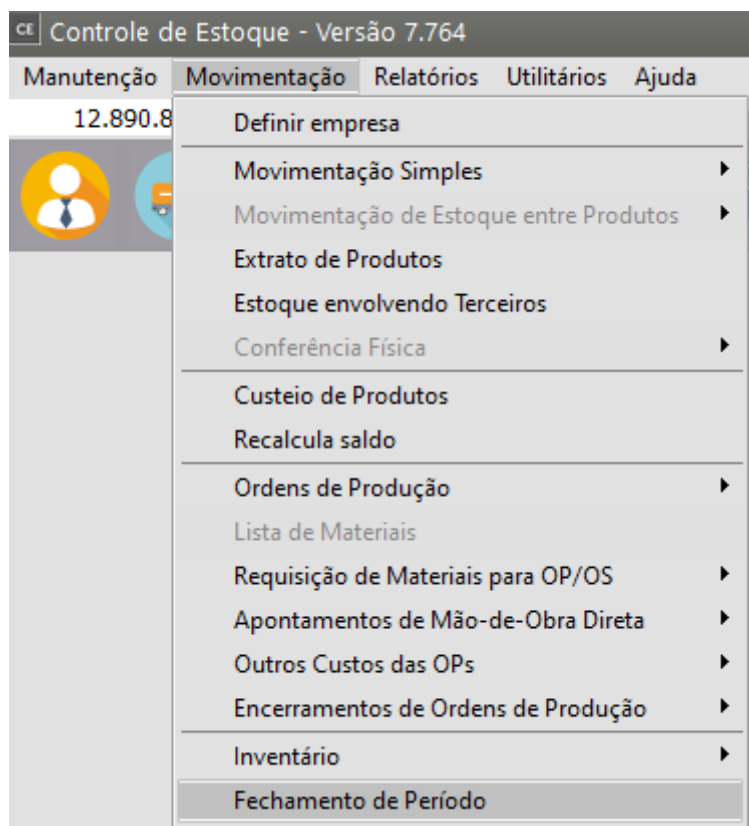 CE Controle de Estoque - Versão 7.764
Manutenção Movimentação Relatórios Utilitários Ajuda
12.890.8
Definir empresa
Movimentação Simples
Movimentação de Estoque entre Produtos
Extrato de Produtos
Estoque envolvendo Terceiros
Conferência Física
Custeio de Produtos
Recalcula saldo
Ordens de Produção
Lista de Materiais
Requisição de Materiais para OP/OS
Apontamentos de Mão-de-Obra Direta
Outros Custos das OPs
Encerramentos de Ordens de Produção
Inventário
Fechamento de Período